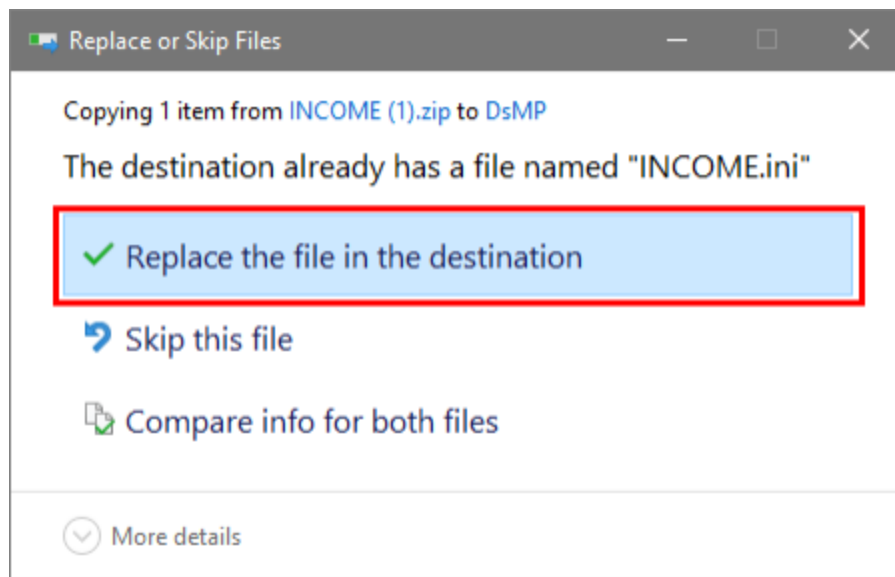 Replace or Skip Files
Copying 1 item from INCOME (1).zip to DsMP
The destination already has a file named "INCOME.ini"
Replace the file in the destination
Skip this file
Compare info for both files
More details